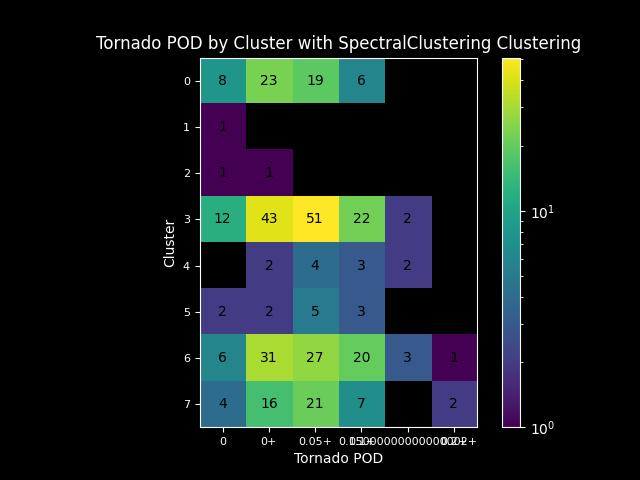 Tornado POD by Cluster with SpectralClustering Clustering
0 8 23 19 6
1 1
2 1 1
3 12 43 51 22 2
4 2 4 3 2
5 2 2 5 3
6 6 31 27 20 3 1
7 4 16 21 7 2
0 0+ 0.05+
Tornado POD
Cluster
10^1
10^0